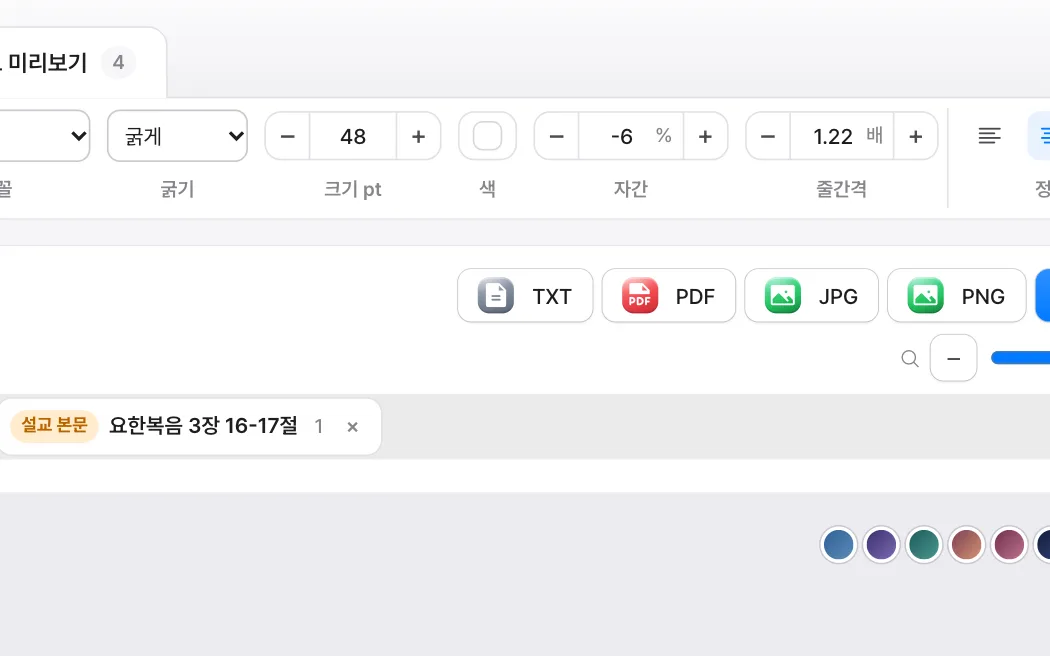 미리보기 4
굵게 − 48 + − -6 % + − 1.22 배 +
굵기 크기 pt 색 자간 줄간격
TXT PDF PDF JPG PNG
설교 본문 요한복음 3장 16-17절 1 ×